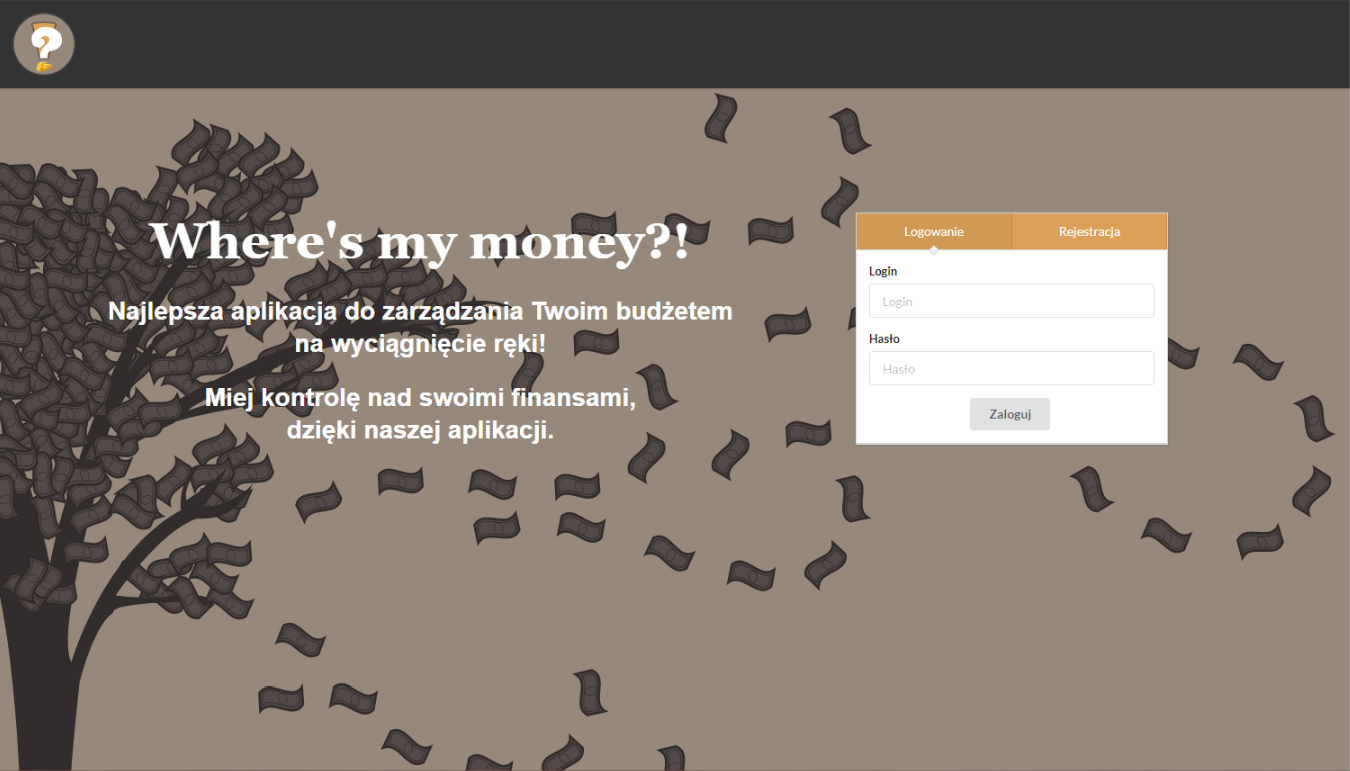 ?
Where's my money?!
Najlepsza aplikacja do zarządzania Twoim budżetem
na wyciągnięcie ręki!
Miej kontrolę nad swoimi finansami,
dzięki naszej aplikacji.
Logowanie
Rejestracja
Login
Login
Hasło
Hasło
Zaloguj